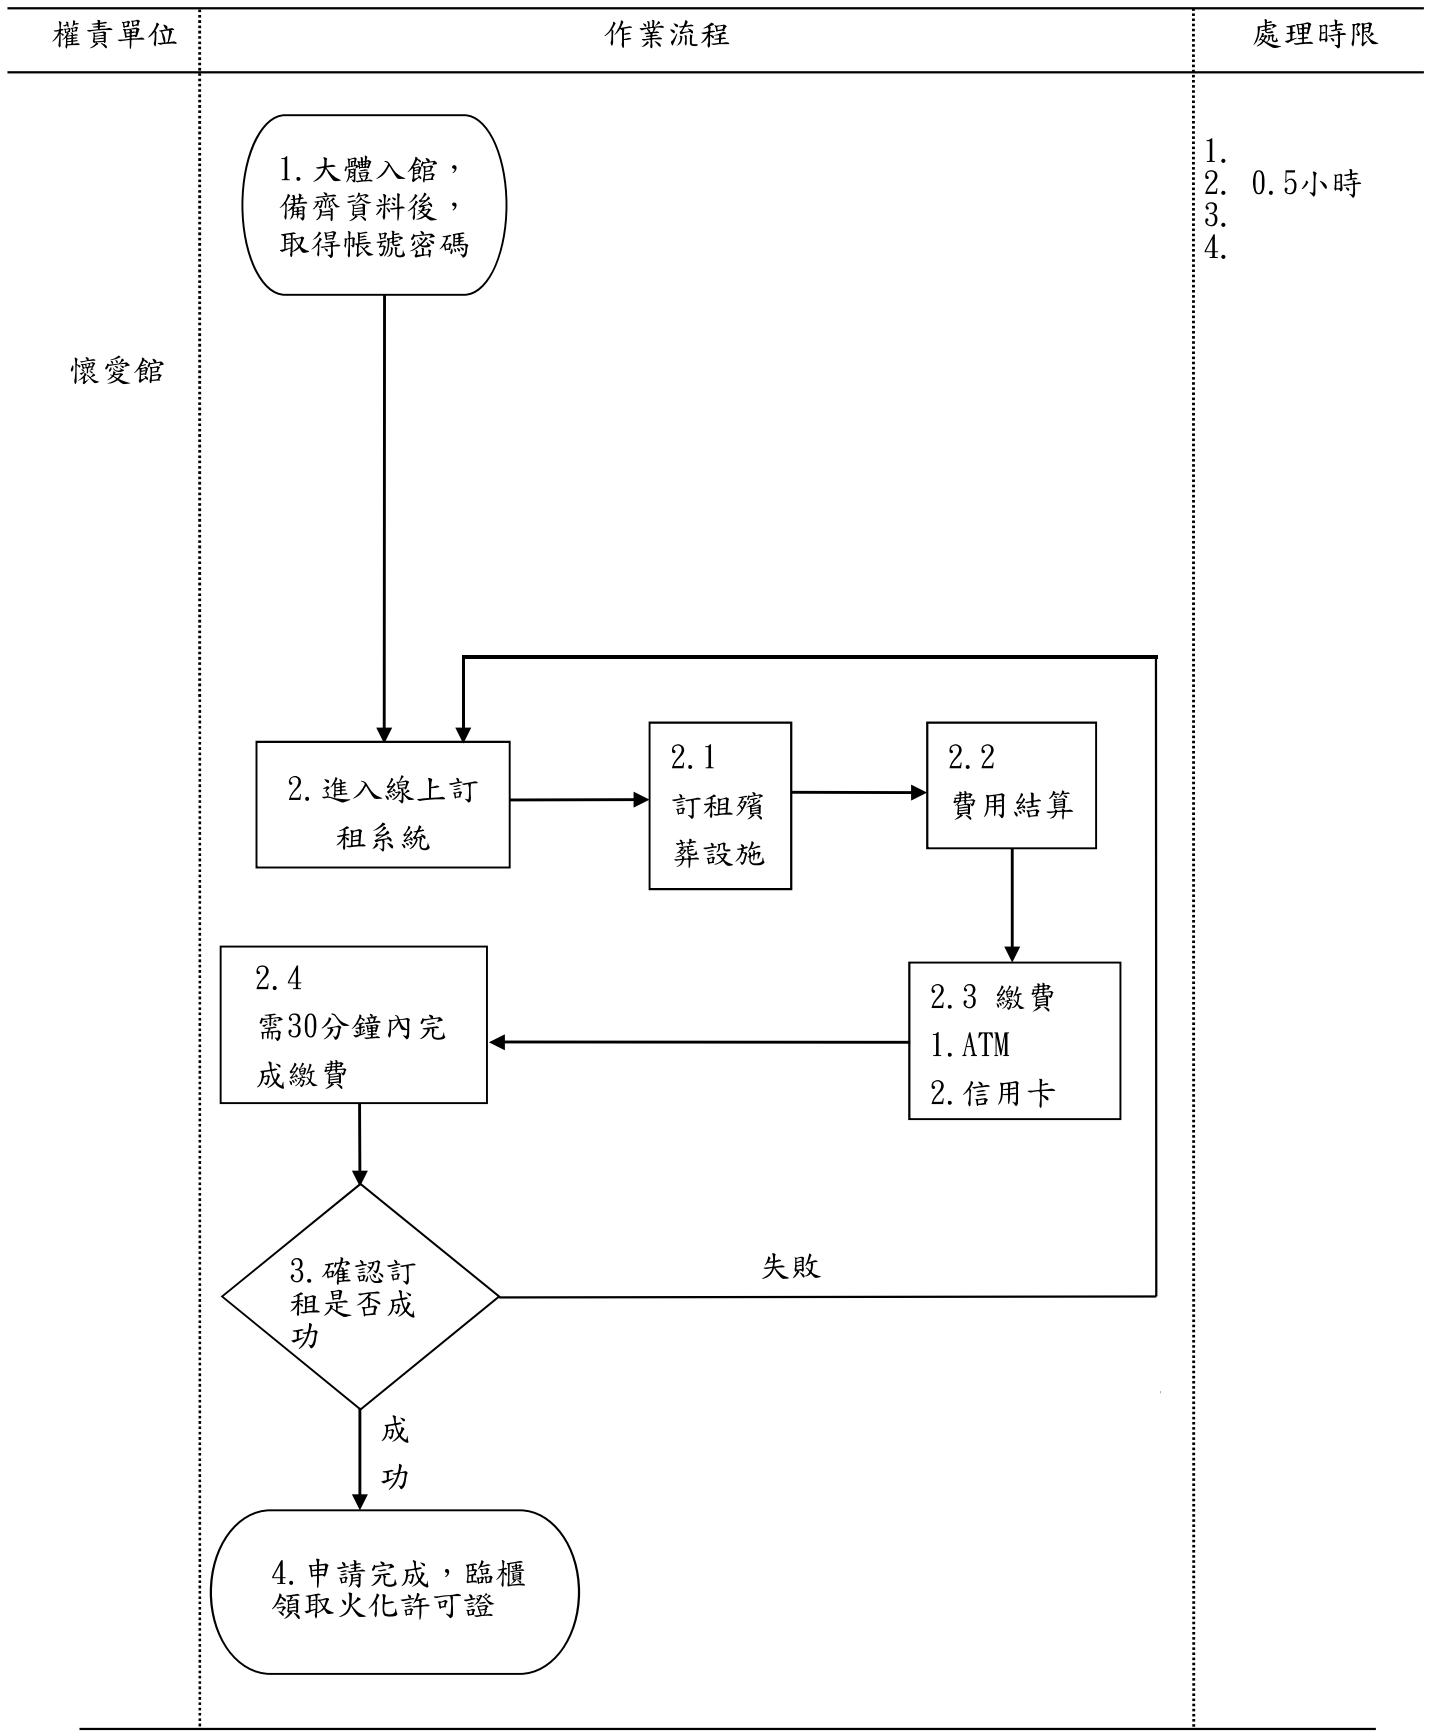 權責單位
作業流程
處理時限
1.大體入館，
備齊資料後，
取得帳號密碼
1.
2. 0.5小時
3.
4.
懷愛館
2.進入線上訂
租系統
2.1
訂租殯
葬設施
2.2
費用結算
2.3 繳費
1.ATM
2.信用卡
2.4
需30分鐘內完
成繳費
3.確認訂
租是否成
功
失敗
成
功
4.申請完成，臨櫃
領取火化許可證